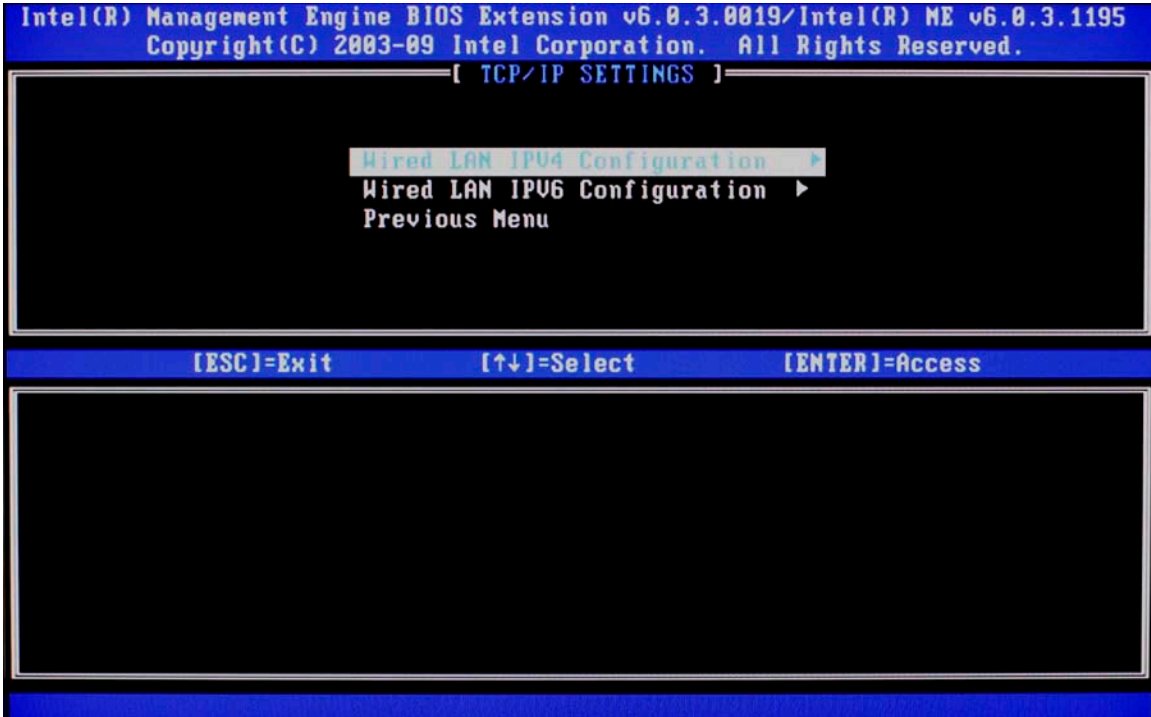 Intel(R) Management Engine BIOS Extension v6.0.3.0019/Intel(R) ME v6.0.3.1195
Copyright(C) 2003-09 Intel Corporation. All Rights Reserved.
[ TCP/IP SETTINGS ]
Wired LAN IPV4 Configuration ►
Wired LAN IPV6 Configuration ►
Previous Menu
[ESC]=Exit [↑↓]=Select [ENTER]=Access